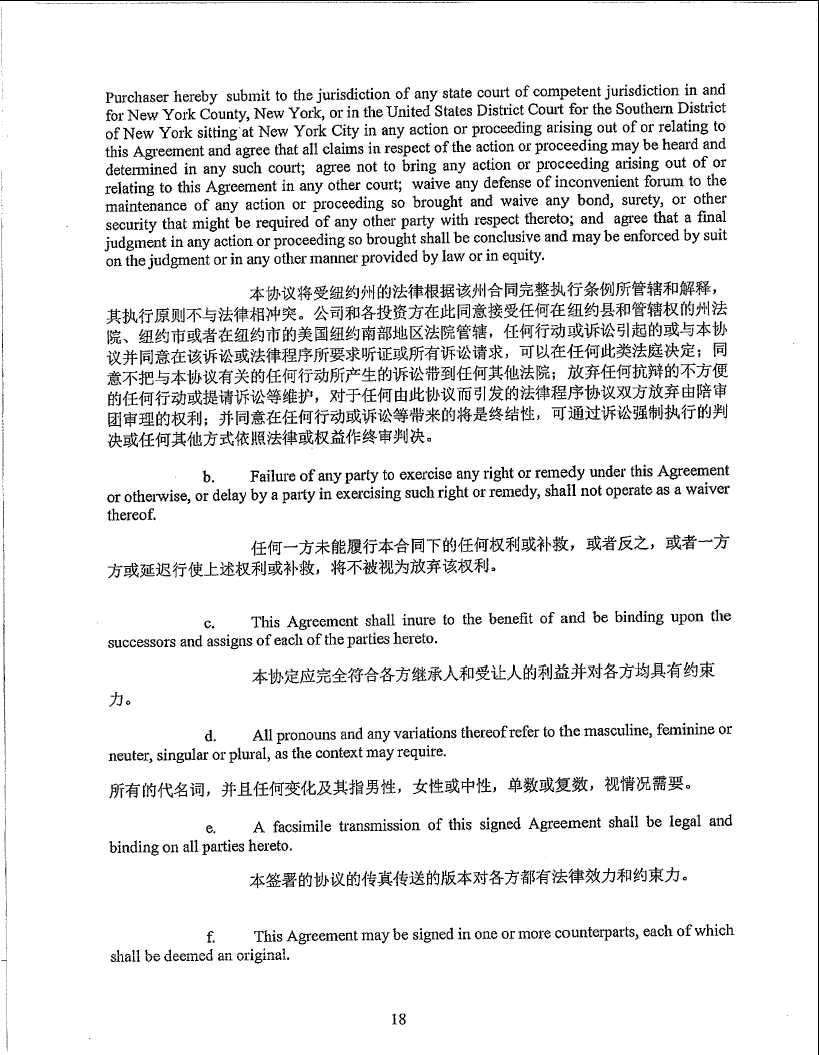 Purchaser hereby submit to the jurisdiction of any state court of competent jurisdiction in and
for New York County, New York, or in the United States District Court for the Southern District
of New York sitting at New York City in any action or proceeding arising out of or relating to
this Agreement and agree that all claims in respect of the action or proceeding may be heard and
determined in any such court; agree not to bring any action or proceeding arising out of or
relating to this Agreement in any other court; waive any defense of inconvenient forum to the
maintenance of any action or proceeding so brought and waive any bond, surety, or other
security that might be required of any other party with respect thereto; and agree that a final
judgment in any action or proceeding so brought shall be conclusive and may be enforced by suit
on the judgment or in any other manner provided by law or in equity.
本协议将受纽约州的法律根据该州合同完整执行条例所管辖和解释，
其执行原则不与法律相冲突。公司和各投资方在此同意接受任何在纽约县和管辖权的州法
院、纽约市或者在纽约市的美国纽约南部地区法院管辖，任何行动或诉讼引起的或与本协
议并同意在该诉讼或法律程序所要求听证或所有诉讼请求，可以在任何此类法庭决定；同
意不把与本协议有关的任何行动所产生的诉讼带到任何其他法院；放弃任何抗辩的不方便
的任何行动或提请诉讼等维护，对于任何由此协议而引发的法律程序协议双方放弃由陪审
团审理的权利；并同意在任何行动或诉讼等带来的将是终结性，可通过诉讼强制执行的判
决或任何其他方式依照法律或权益作终审判决。
b. Failure of any party to exercise any right or remedy under this Agreement
or otherwise, or delay by a party in exercising such right or remedy, shall not operate as a waiver
thereof.
任何一方未能履行本合同下的任何权利或补救，或者反之，或者一方
方或延迟行使上述权利或补救，将不被视为放弃该权利。
c. This Agreement shall inure to the benefit of and be binding upon the
successors and assigns of each of the parties hereto.
本协定应完全符合各方继承人和受让人的利益并对各方均具有约束
力。
d. All pronouns and any variations thereof refer to the masculine, feminine or
neuter, singular or plural, as the context may require.
所有的代名词，并且任何变化及其指男性，女性或中性，单数或复数，视情况需要。
e. A facsimile transmission of this signed Agreement shall be legal and
binding on all parties hereto.
本签署的协议的传真传送的版本对各方都有法律效力和约束力。
f. This Agreement may be signed in one or more counterparts, each of which
shall be deemed an original.
18